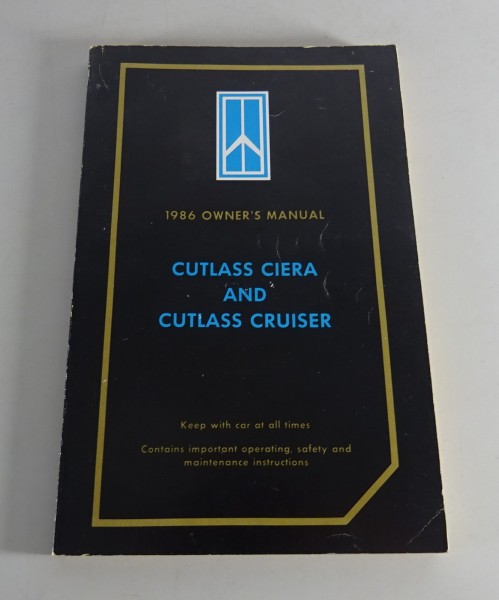 1986 OWNER'S MANUAL
CUTLASS CIERA
AND
CUTLASS CRUISER
Keep with car at all times
Contains important operating, safety and
maintenance instructions